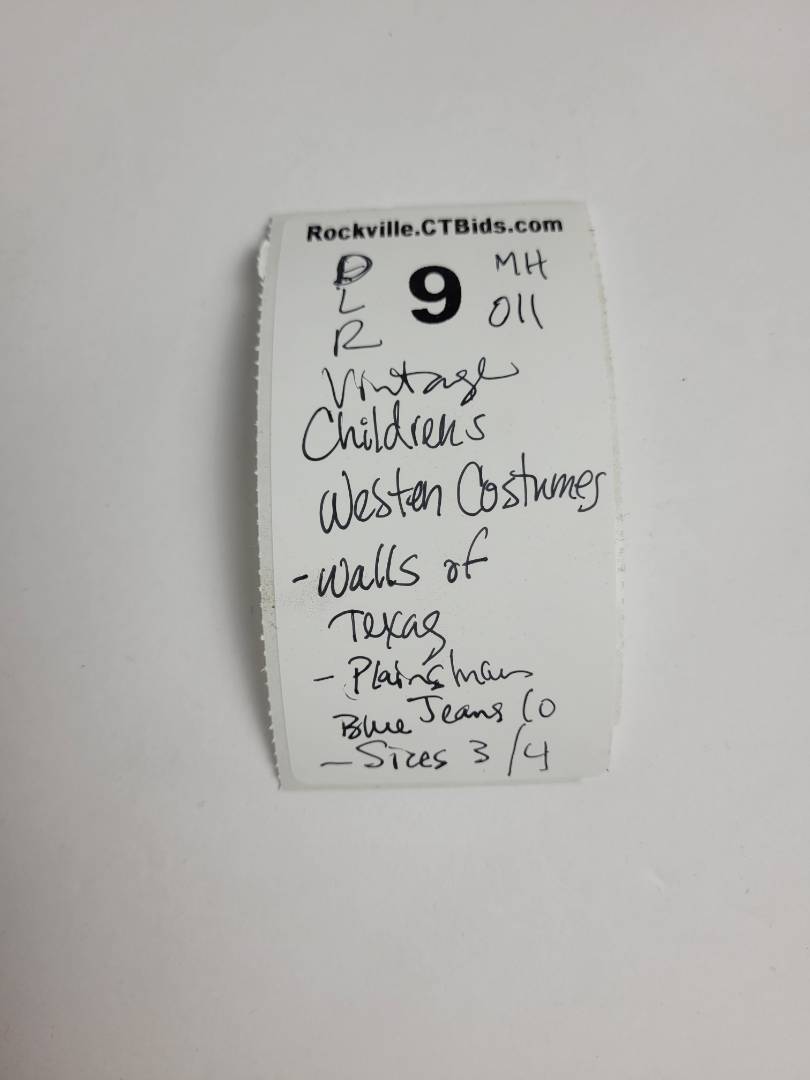 Rockville.CTBids.com
D
L
R
9
MH
011
Vintage
Childrens
Westen Costumes
- Walls of
Texas
- Plainsman
Blue Jeans Co
- Sizes 3/4